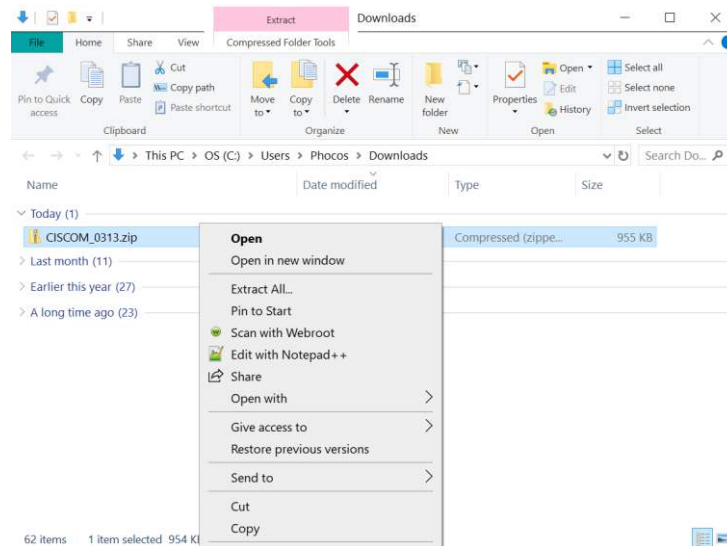 Extract
Downloads
File
Home
Share
View
Compressed Folder Tools
Pin to Quick access
Copy
Paste
Cut
Copy path
Paste shortcut
Move to
Copy to
Delete
Rename
New folder
Properties
Open
Edit
History
Select all
Select none
Invert selection
Clipboard
Organize
New
Open
Select
This PC > OS (C:) > Users > Phocos > Downloads
Search Do...
Name
Date modified
Type
Size
Today (1)
CISCOM_0313.zip
Compressed (zippe...
955 KB
Last month (11)
Earlier this year (27)
A long time ago (23)
Open
Open in new window
Extract All...
Pin to Start
Scan with Webroot
Edit with Notepad++
Share
Open with
Give access to
Restore previous versions
Send to
Cut
Copy
62 items
1 item selected 954 K